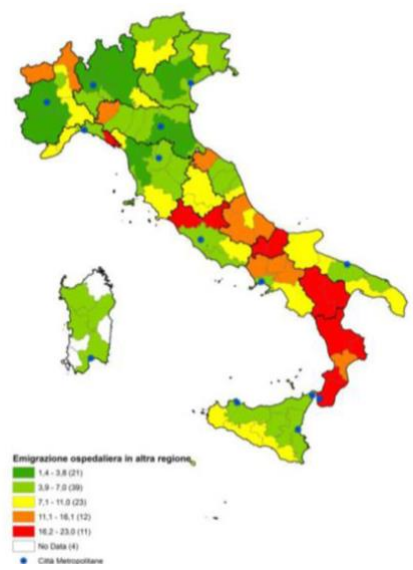 Emigrazione ospedaliera in altra regione
1,4 - 3,8 (21)
3,9 - 7,0 (39)
7,1 - 11,0 (23)
11,1 - 16,1 (12)
16,2 - 23,0 (11)
No Data (4)
Città Metropolitane